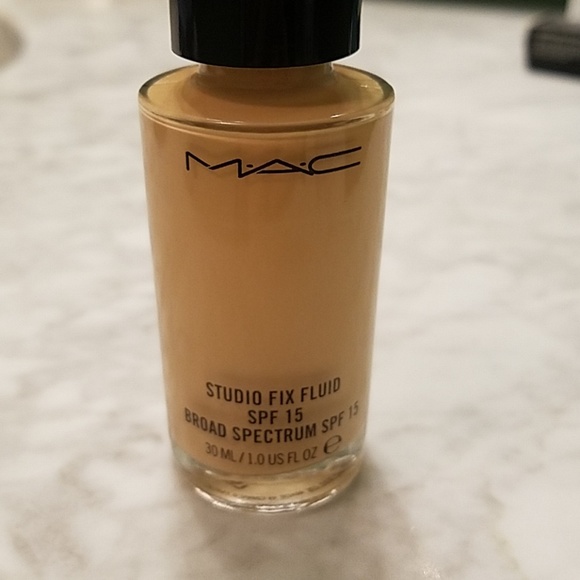 M·A·C
STUDIO FIX FLUID
SPF 15
BROAD SPECTRUM SPF 15
30 ML / 1.0 US FL OZ ℮